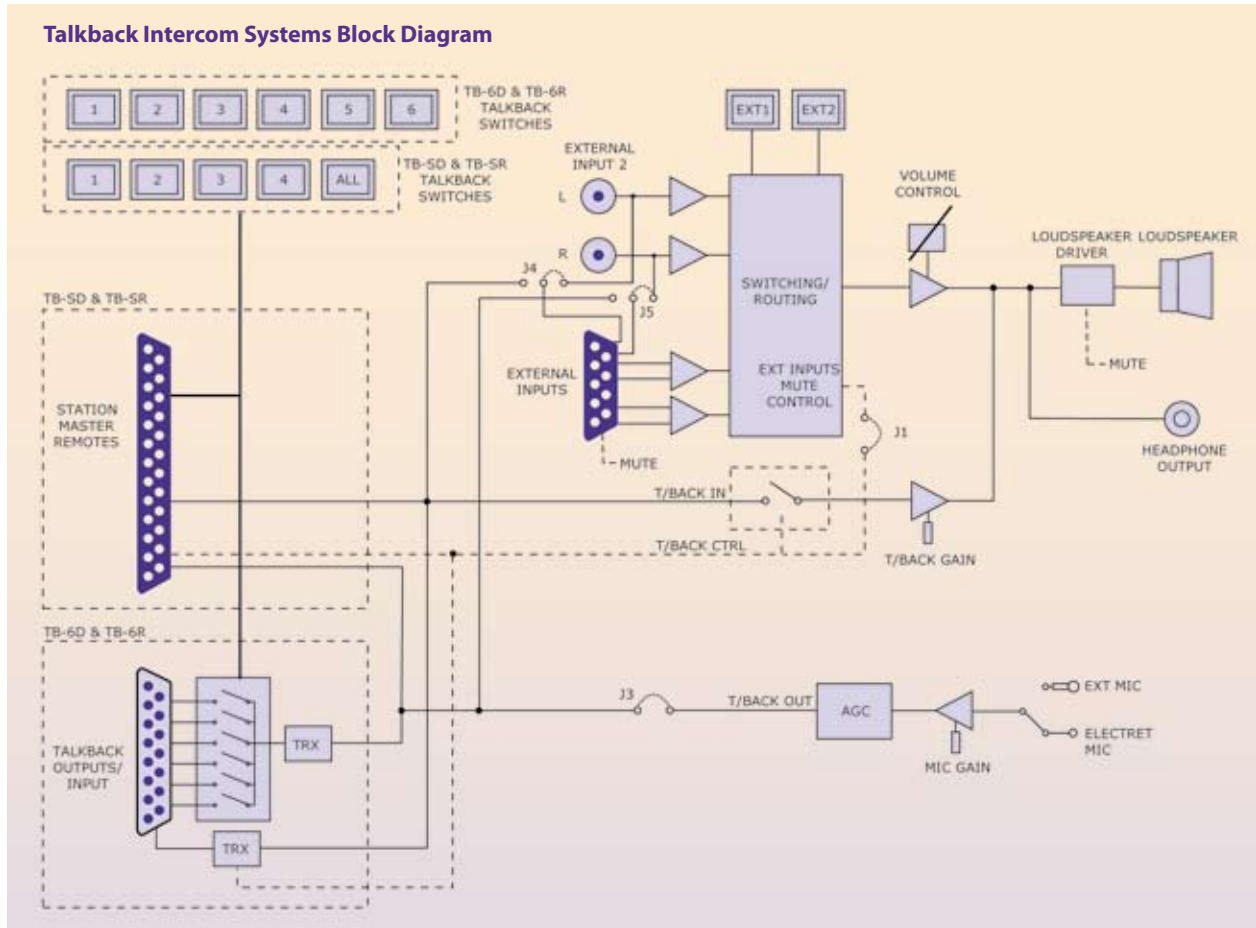 Talkback Intercom Systems Block Diagram
1 2 3 4 5 6
TB-6D & TB-6R
TALKBACK
SWITCHES
1 2 3 4 ALL
TB-SD & TB-SR
TALKBACK
SWITCHES
EXTERNAL
INPUT 2
L
R
EXT1 EXT2
VOLUME
CONTROL
LOUDSPEAKER
DRIVER
LOUDSPEAKER
SWITCHING/
ROUTING
J4
J5
EXTERNAL
INPUTS
MUTE
EXT INPUTS
MUTE
CONTROL
J1
MUTE
HEADPHONE
OUTPUT
TB-SD & TB-SR
STATION
MASTER
REMOTES
T/BACK IN
T/BACK CTRL
T/BACK GAIN
TB-6D & TB-6R
TALKBACK
OUTPUTS/
INPUT
TRX
TRX
J3
T/BACK OUT
AGC
MIC GAIN
EXT MIC
ELECTRET
MIC